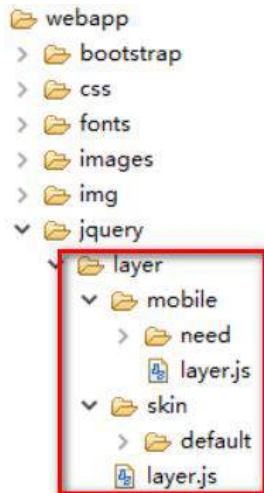 webapp
bootstrap
css
fonts
images
img
jquery
layer
mobile
need
layer.js
skin
default
layer.js